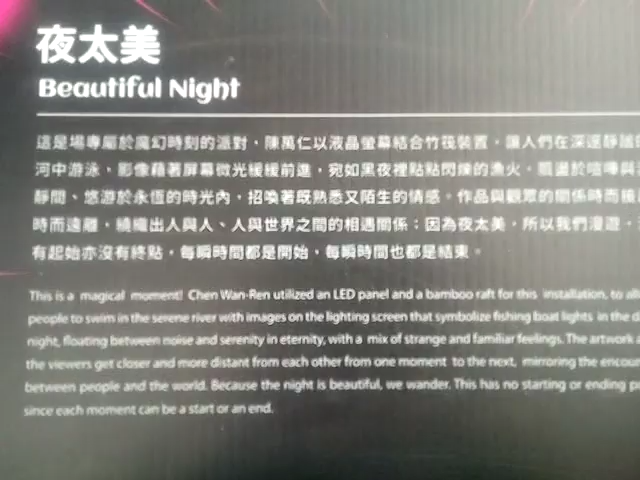 夜太美
Beautiful Night
這是場專屬於魔幻時刻的派對，陳萬仁以液晶螢幕結合竹筏裝置，讓人們在深邃靜謐的
河中游泳，影像藉著屏幕微光緩緩前進，宛如黑夜裡點點閃爍的漁火，飄盪於喧嘩與
靜間、悠游於永恆的時光內，招喚著既熟悉又陌生的情感。作品與觀眾的關係時而接
時而遠離，繞織出人與人、人與世界之間的相遇關係；因為夜太美，所以我們漫遊，
有起始亦沒有終點，每瞬時間都是開始，每瞬時間也都是結束。
This is a magical moment! Chen Wan-Ren utilized an LED panel and a bamboo raft for this installation, to all
people to swim in the serene river with images on the lighting screen that symbolize fishing boat lights in the d
night, floating between noise and serenity in eternity, with a mix of strange and familiar feelings. The artwork a
the viewers get closer and more distant from each other from one moment to the next, mirroring the encou
between people and the world. Because the night is beautiful, we wander. This has no starting or ending p
since each moment can be a start or an end.